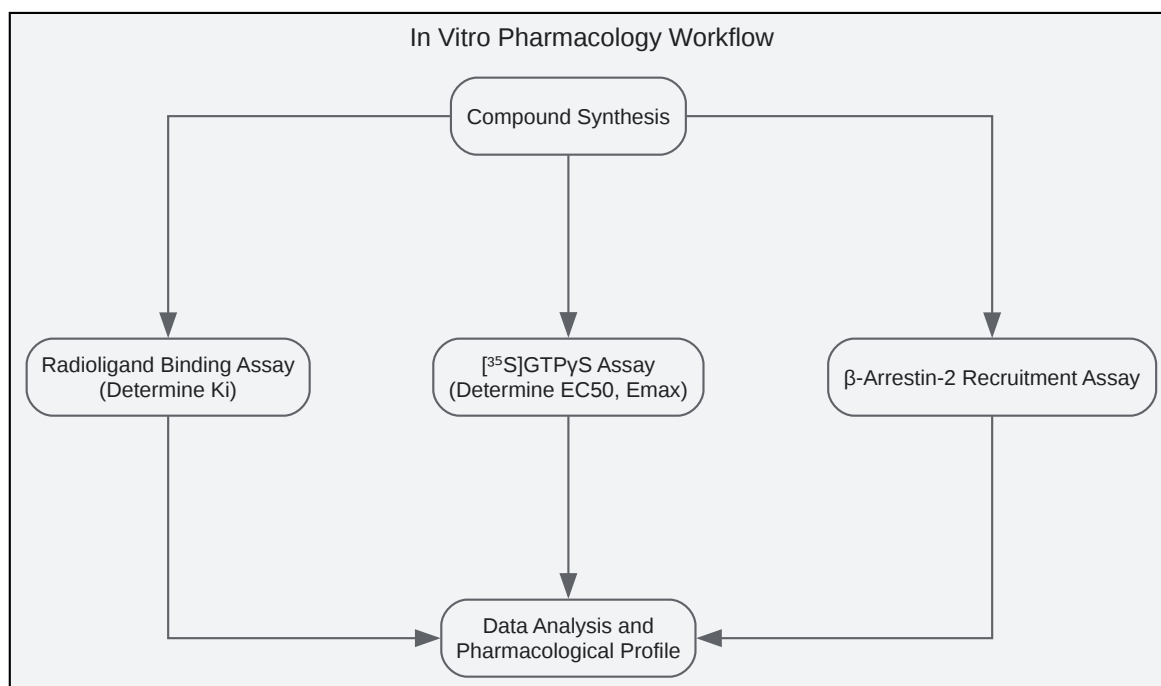 In Vitro Pharmacology Workflow
Compound Synthesis
Radioligand Binding Assay
(Determine Ki)
[³⁵S]GTPγS Assay
(Determine EC50, Emax)
β-Arrestin-2 Recruitment Assay
Data Analysis and
Pharmacological Profile